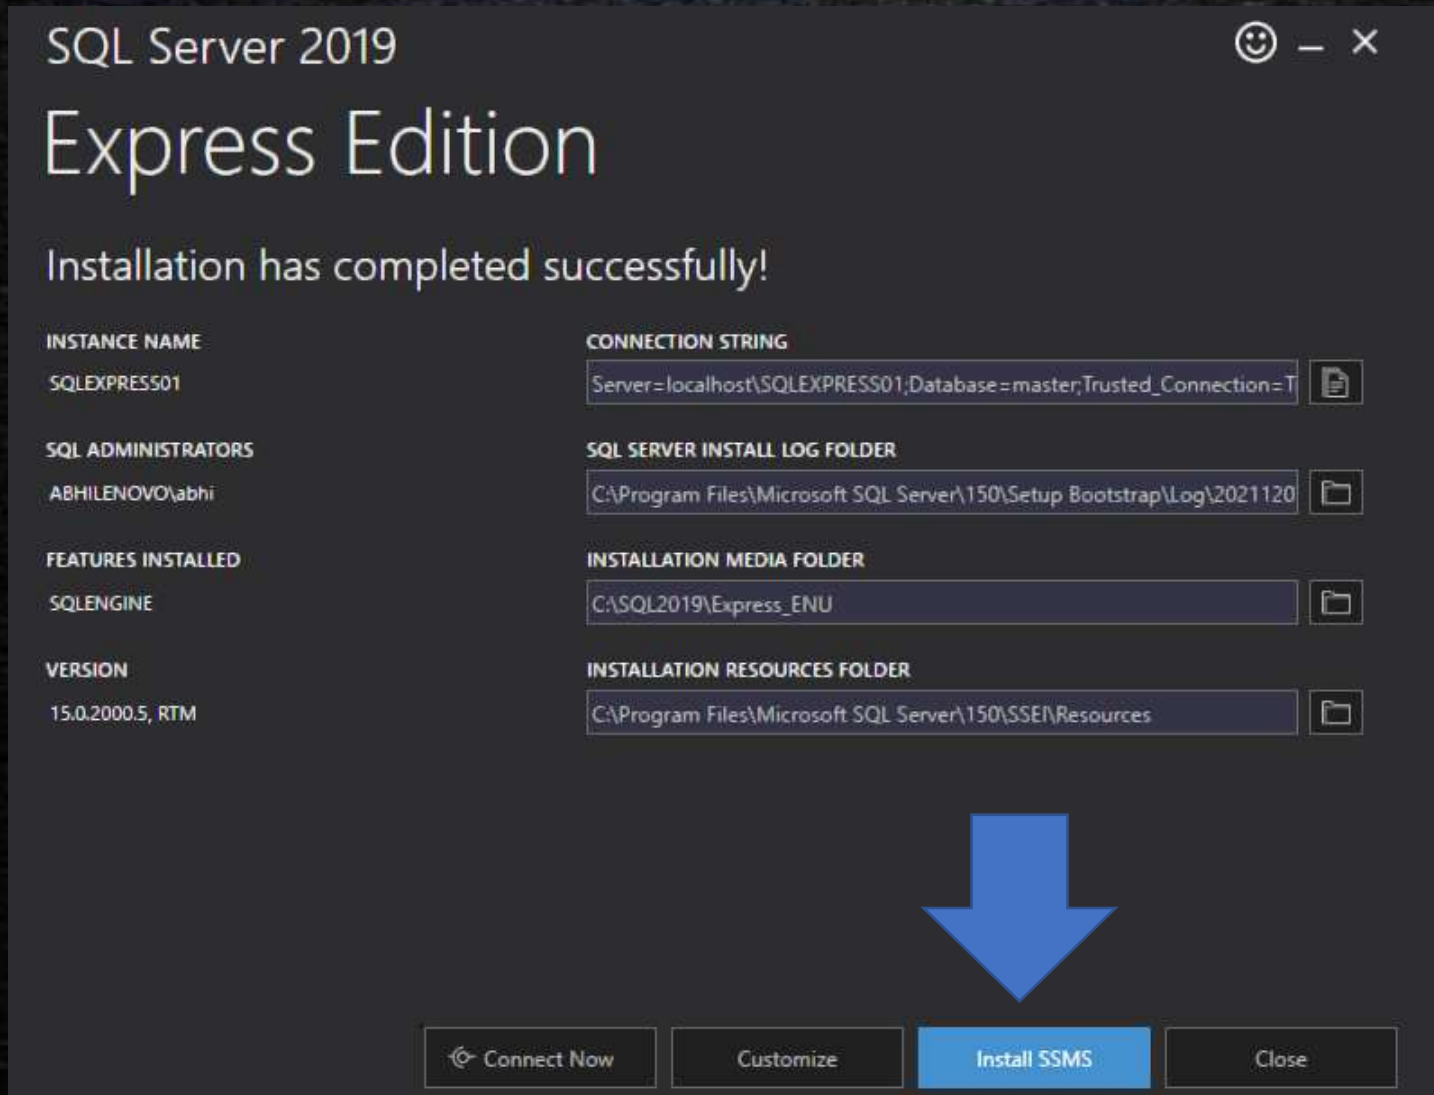 SQL Server 2019
Express Edition
Installation has completed successfully!
INSTANCE NAME
SQLEXPRESS01
CONNECTION STRING
Server=localhost\SQLEXPRESS01;Database=master;Trusted_Connection=T
SQL ADMINISTRATORS
ABHILENOVO\abhi
SQL SERVER INSTALL LOG FOLDER
C:\Program Files\Microsoft SQL Server\150\Setup Bootstrap\Log\2021120
FEATURES INSTALLED
SQLENGINE
INSTALLATION MEDIA FOLDER
C:\SQL2019\Express_ENU
VERSION
15.0.2000.5, RTM
INSTALLATION RESOURCES FOLDER
C:\Program Files\Microsoft SQL Server\150\SSEI\Resources
Connect Now
Customize
Install SSMS
Close